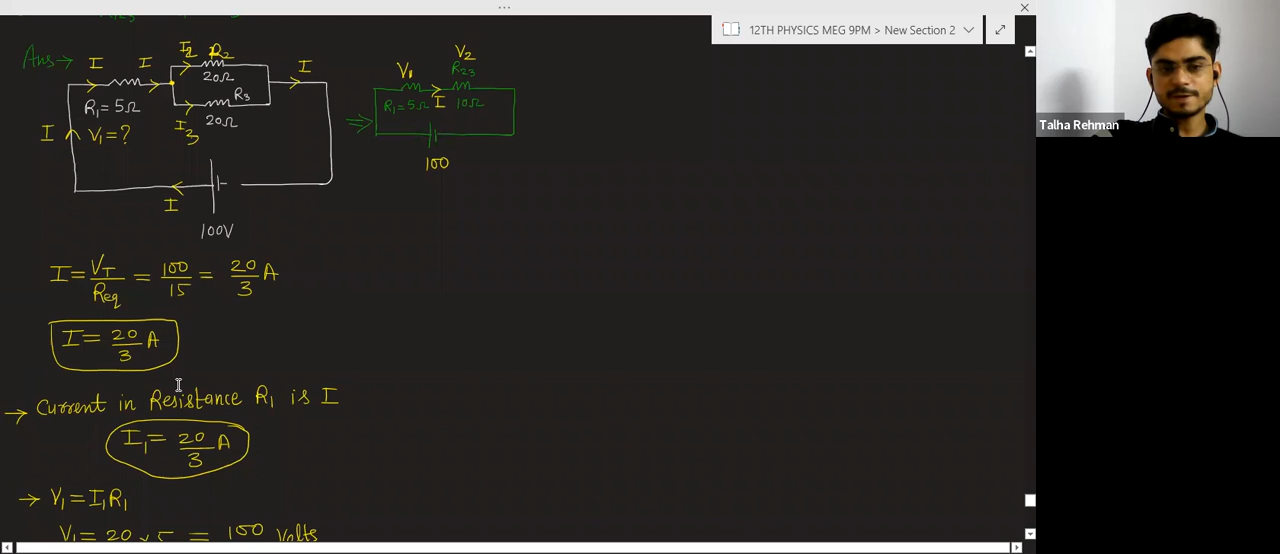 12TH PHYSICS MEG 9PM > New Section 2
Talha Rehman
Ans →
I I I2 R2 I
20Ω
R1 = 5Ω R3
I V1 = ? I3 20Ω
I
100V
V1 V2
R23
R1 = 5Ω I 10Ω
⇒
100
I = VT/Req = 100/15 = 20/3 A
I = 20/3 A
→ Current in Resistance R1 is I
I1 = 20/3 A
→ V1 = I1R1
V1 = 20 × 5 = 100 Volts